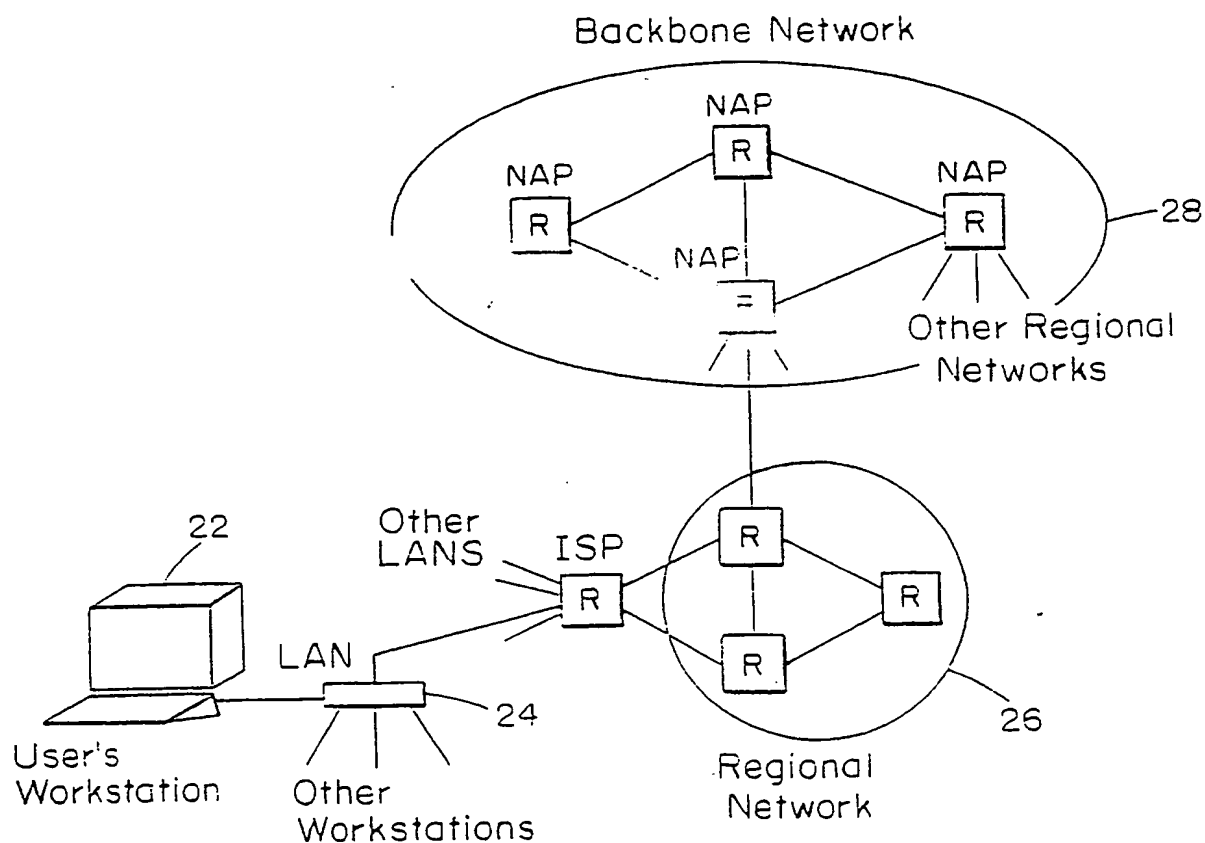 Backbone Network
NAP
R
NAP
R
NAP
R
28
NAP
=
Other Regional
Networks
22
Other
LANS
ISP
R
R
R
R
LAN
24
26
User's
Workstation
Other
Workstations
Regional
Network